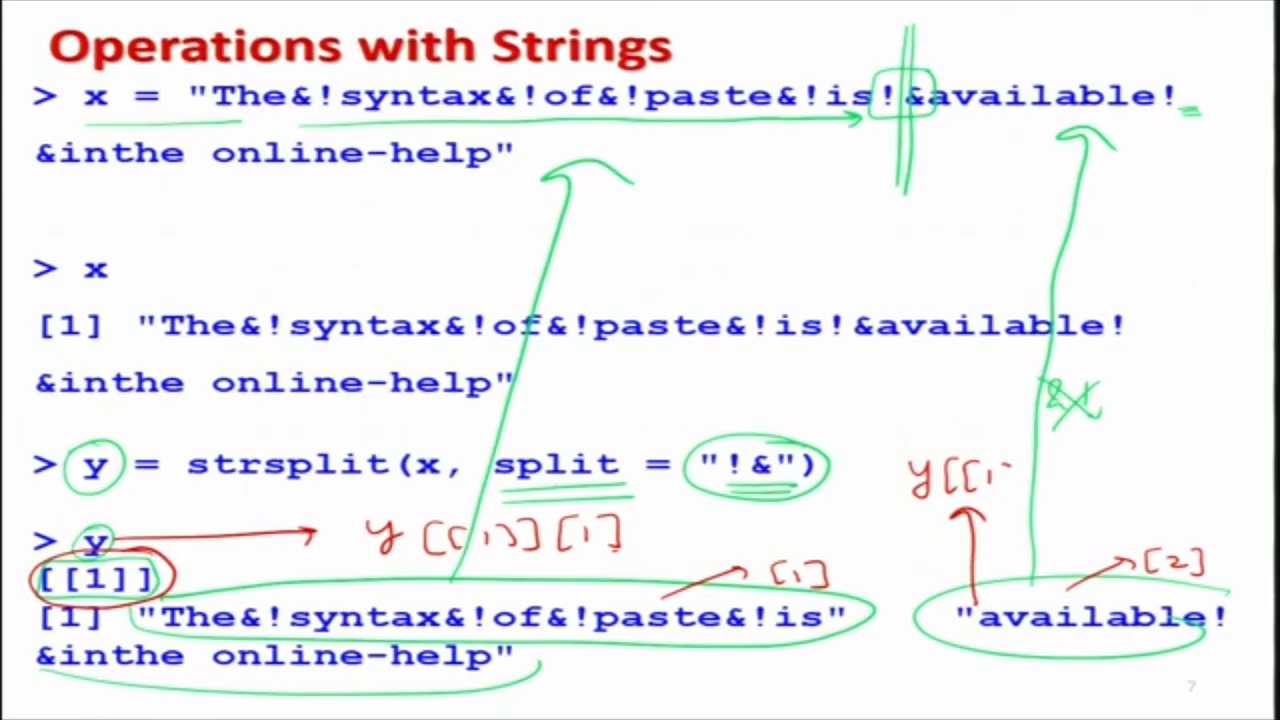 Operations with Strings
> x = "The&!syntax&!of&!paste&!is!&available!
&inthe online-help"
> x
[1] "The&!syntax&!of&!paste&!is!&available!
&inthe online-help"
> y = strsplit(x, split = "!&")
y[[1
> y
y[[1]][1]
[[1]]
[1]
[2]
[1] "The&!syntax&!of&!paste&!is" "available!
&inthe online-help"
7